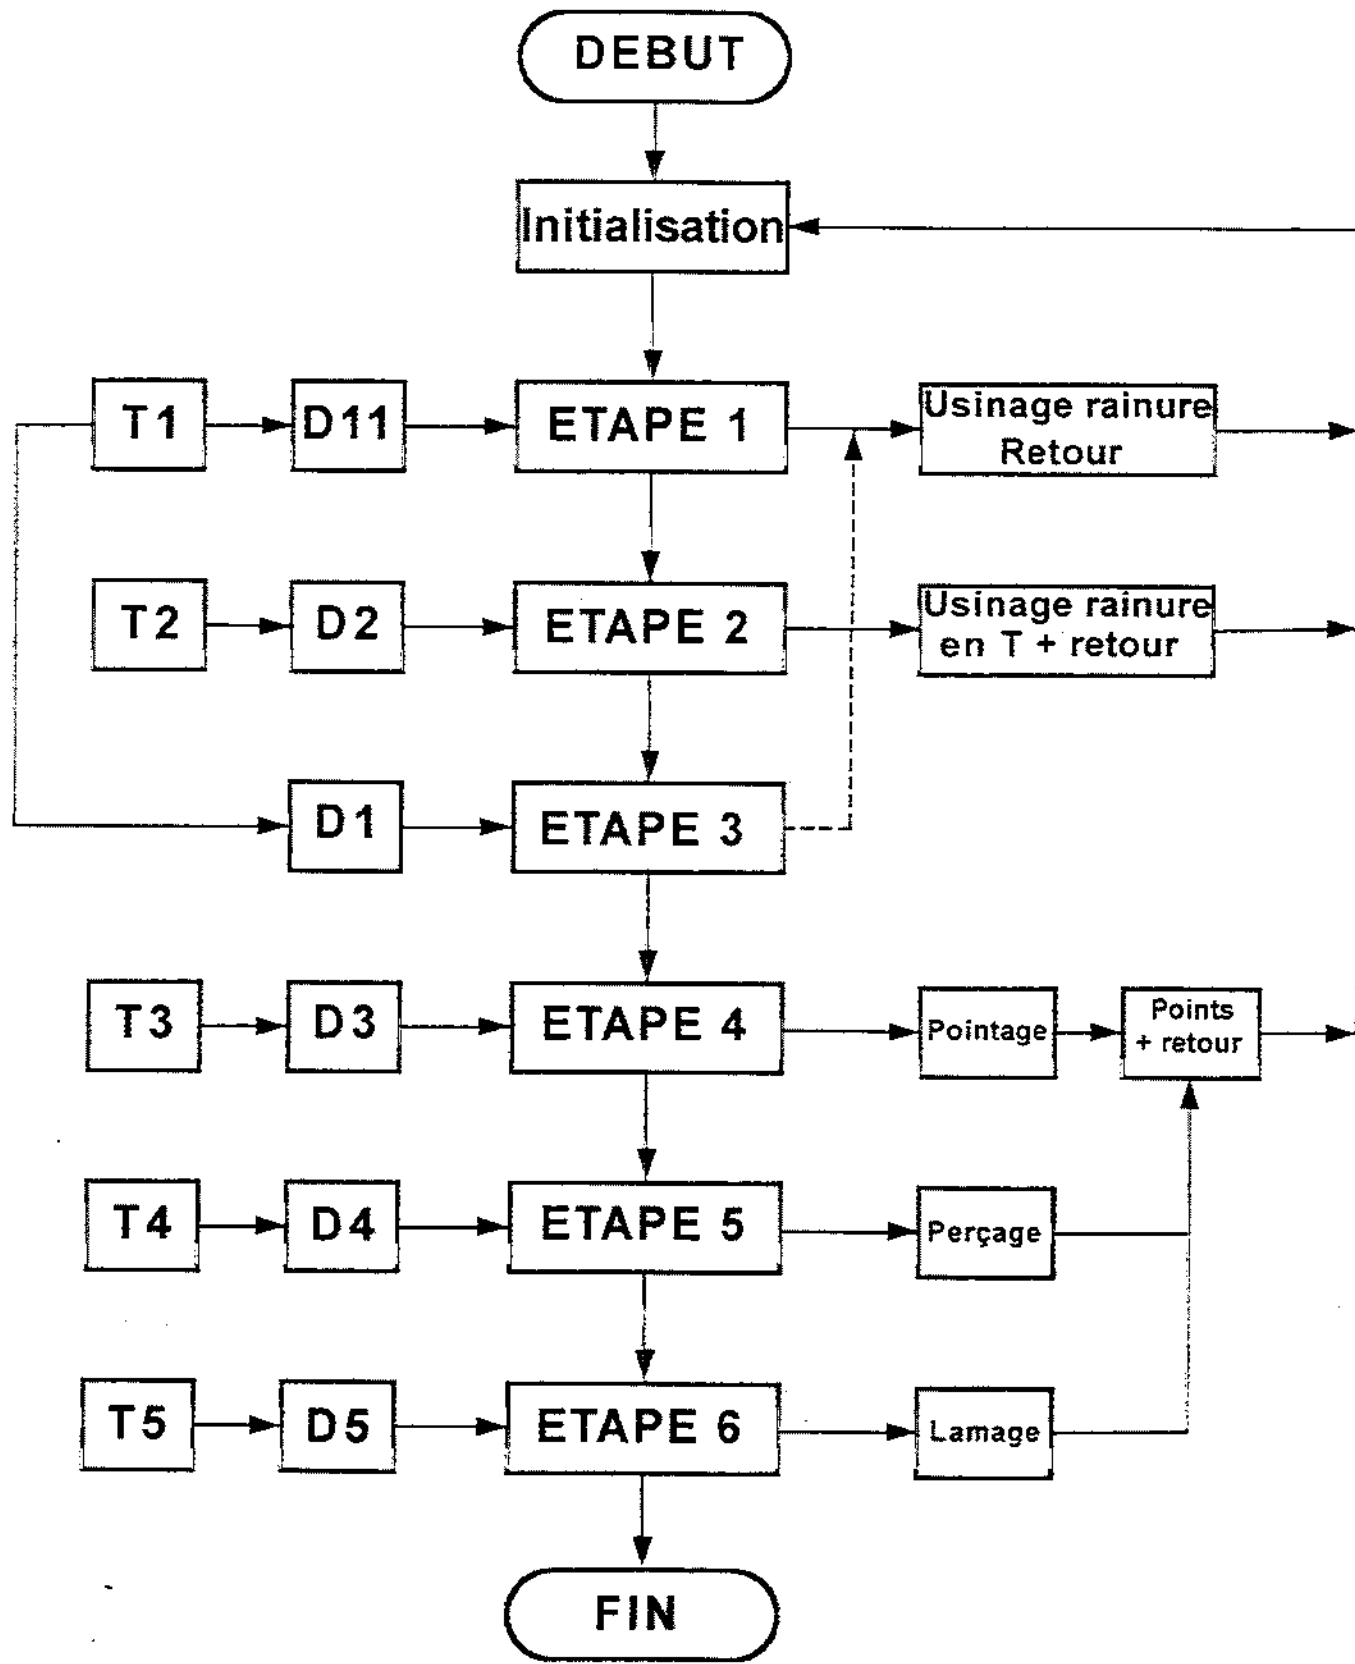 DEBUT
Initialisation
T1
D11
ETAPE 1
Usinage rainure
Retour
T2
D2
ETAPE 2
Usinage rainure
en T + retour
D1
ETAPE 3
T3
D3
ETAPE 4
Pointage
Points
+ retour
T4
D4
ETAPE 5
Perçage
T5
D5
ETAPE 6
Lamage
FIN